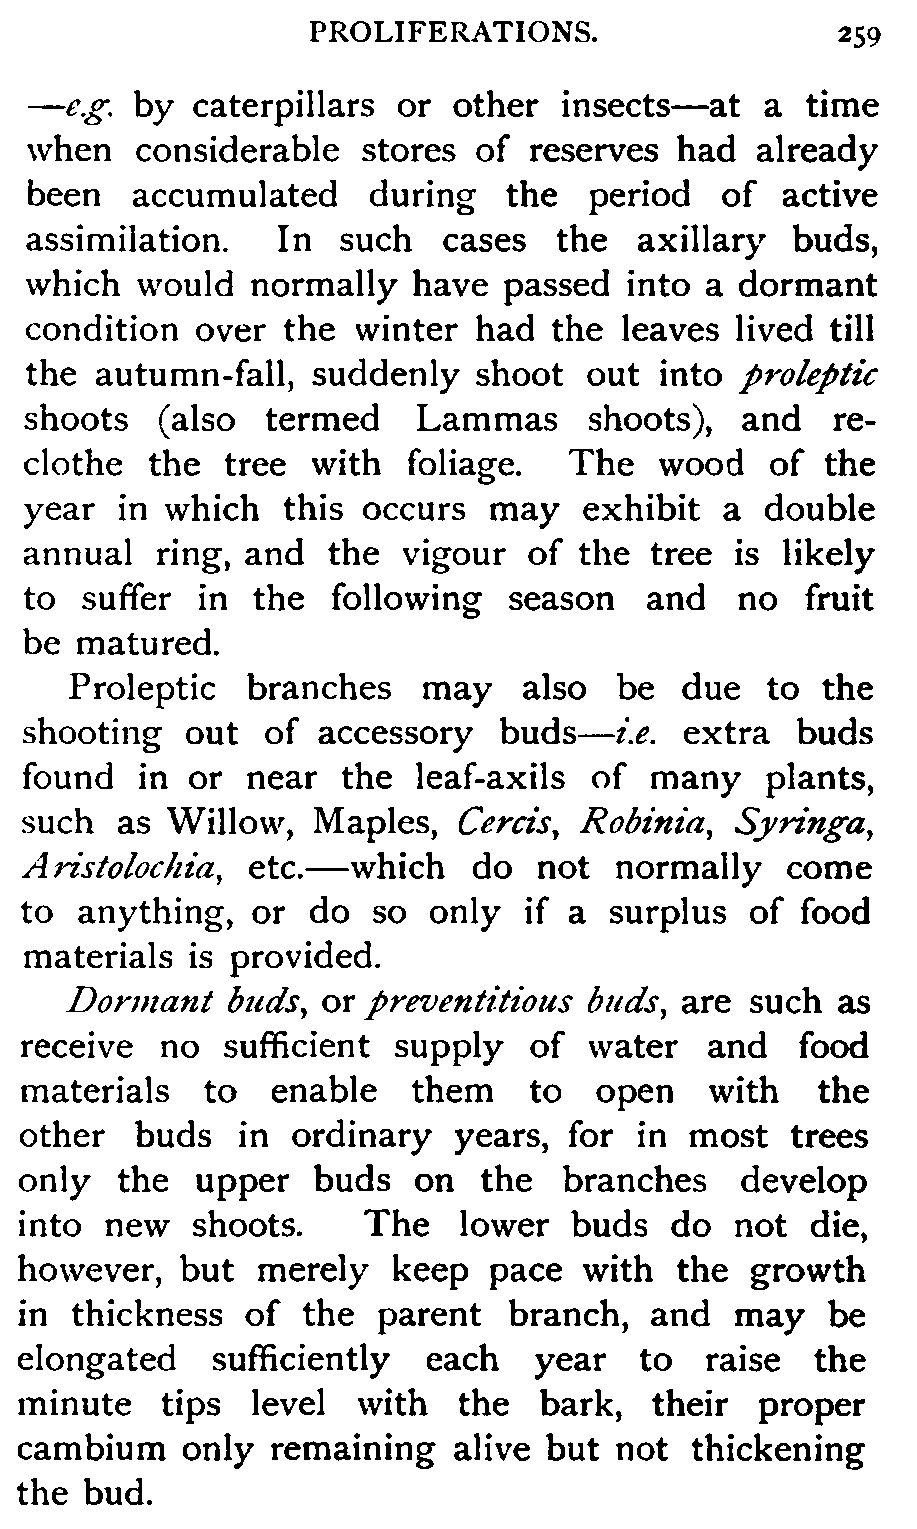 PROLIFERATIONS. 259
—e.g. by caterpillars or other insects—at a time
when considerable stores of reserves had already
been accumulated during the period of active
assimilation. In such cases the axillary buds,
which would normally have passed into a dormant
condition over the winter had the leaves lived till
the autumn-fall, suddenly shoot out into proleptic
shoots (also termed Lammas shoots), and re-
clothe the tree with foliage. The wood of the
year in which this occurs may exhibit a double
annual ring, and the vigour of the tree is likely
to suffer in the following season and no fruit
be matured.
Proleptic branches may also be due to the
shooting out of accessory buds—i.e. extra buds
found in or near the leaf-axils of many plants,
such as Willow, Maples, Cercis, Robinia, Syringa,
Aristolochia, etc.—which do not normally come
to anything, or do so only if a surplus of food
materials is provided.
Dormant buds, or preventitious buds, are such as
receive no sufficient supply of water and food
materials to enable them to open with the
other buds in ordinary years, for in most trees
only the upper buds on the branches develop
into new shoots. The lower buds do not die,
however, but merely keep pace with the growth
in thickness of the parent branch, and may be
elongated sufficiently each year to raise the
minute tips level with the bark, their proper
cambium only remaining alive but not thickening
the bud.